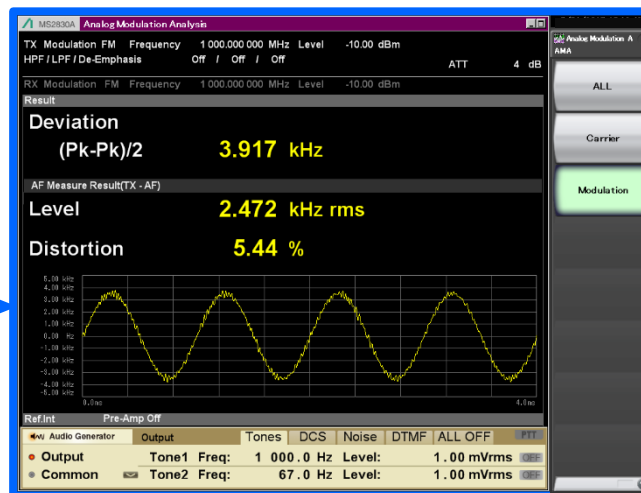 MS2830A Analog Modulation Analysis
TX Modulation FM Frequency 1 000.000 000 MHz Level -10.00 dBm
HPF / LPF / De-Emphasis Off / Off / Off
ATT 4 dB
RX Modulation FM Frequency 1 000.000 000 MHz Level -10.00 dBm
Result
Deviation
(Pk-Pk)/2 3.917 kHz
AF Measure Result(TX - AF)
Level 2.472 kHz rms
Distortion 5.44 %
5.00 kHz
4.00 kHz
3.00 kHz
2.00 kHz
1.00 kHz
0.00 kHz
-1.00 kHz
-2.00 kHz
-3.00 kHz
-4.00 kHz
-5.00 kHz
0.0ms 4.0ms
Ref.Int Pre-Amp Off
Audio Generator Output Tones DCS Noise DTMF ALL OFF PTT
Output Tone1 Freq: 1 000.0 Hz Level: 1.00 mVrms OFF
Common Tone2 Freq: 67.0 Hz Level: 1.00 mVrms OFF
Analog Modulation A
AMA
ALL
Carrier
Modulation